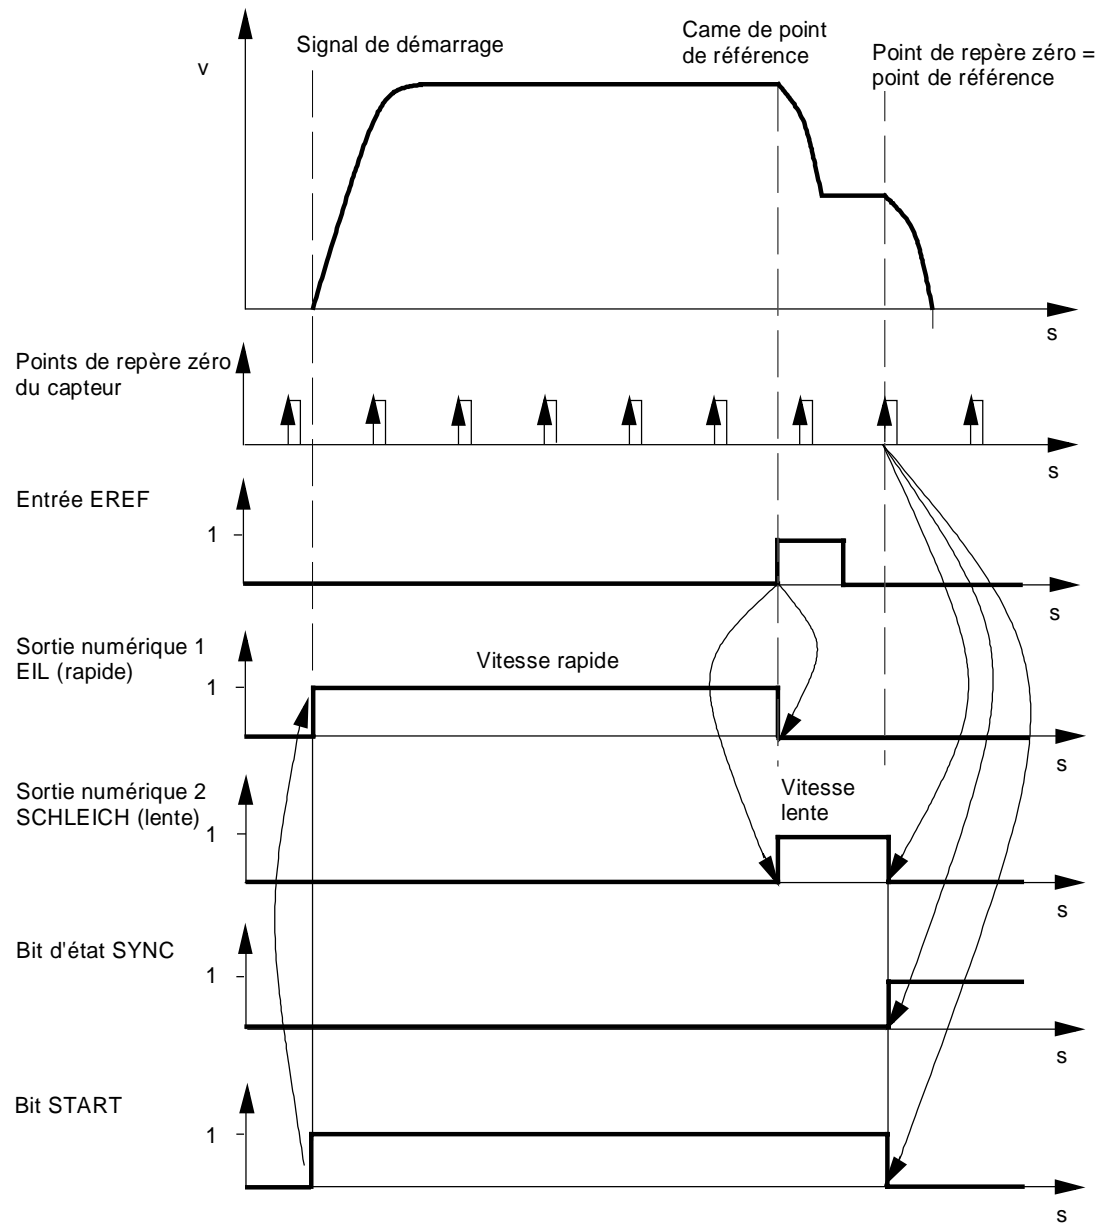 Signal de démarrage
Came de point
de référence
Point de repère zéro =
point de référence
v
s
Points de repère zéro
du capteur
s
Entrée EREF
1
s
Sortie numérique 1
EIL (rapide)
1
Vitesse rapide
s
Sortie numérique 2
SCHLEICH (lente)
1
Vitesse
lente
s
Bit d'état SYNC
1
s
Bit START
1
s